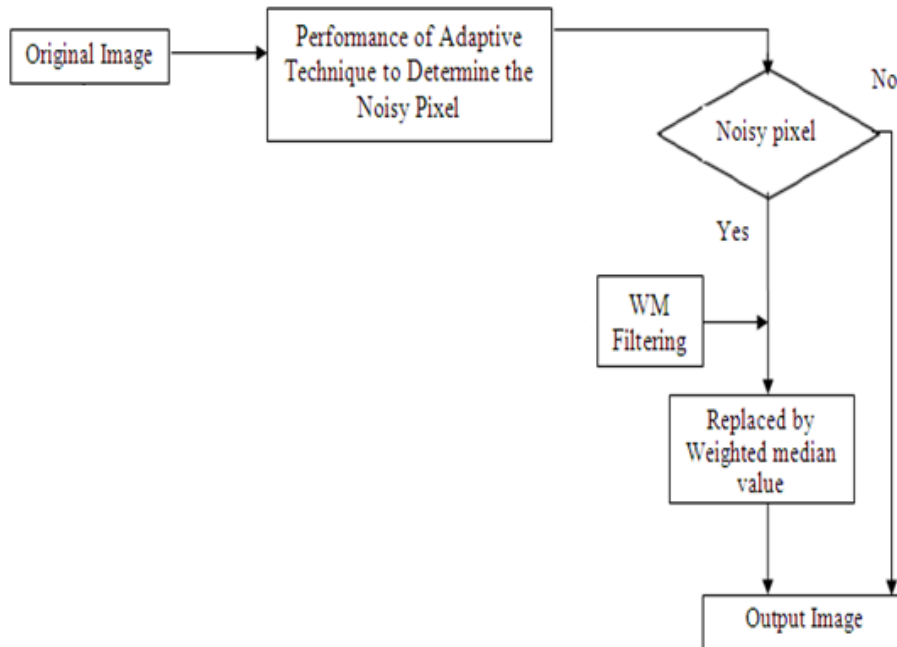 Original Image
Performance of Adaptive
Technique to Determine the
Noisy Pixel
No
Noisy pixel
Yes
WM
Filtering
Replaced by
Weighted median
value
Output Image